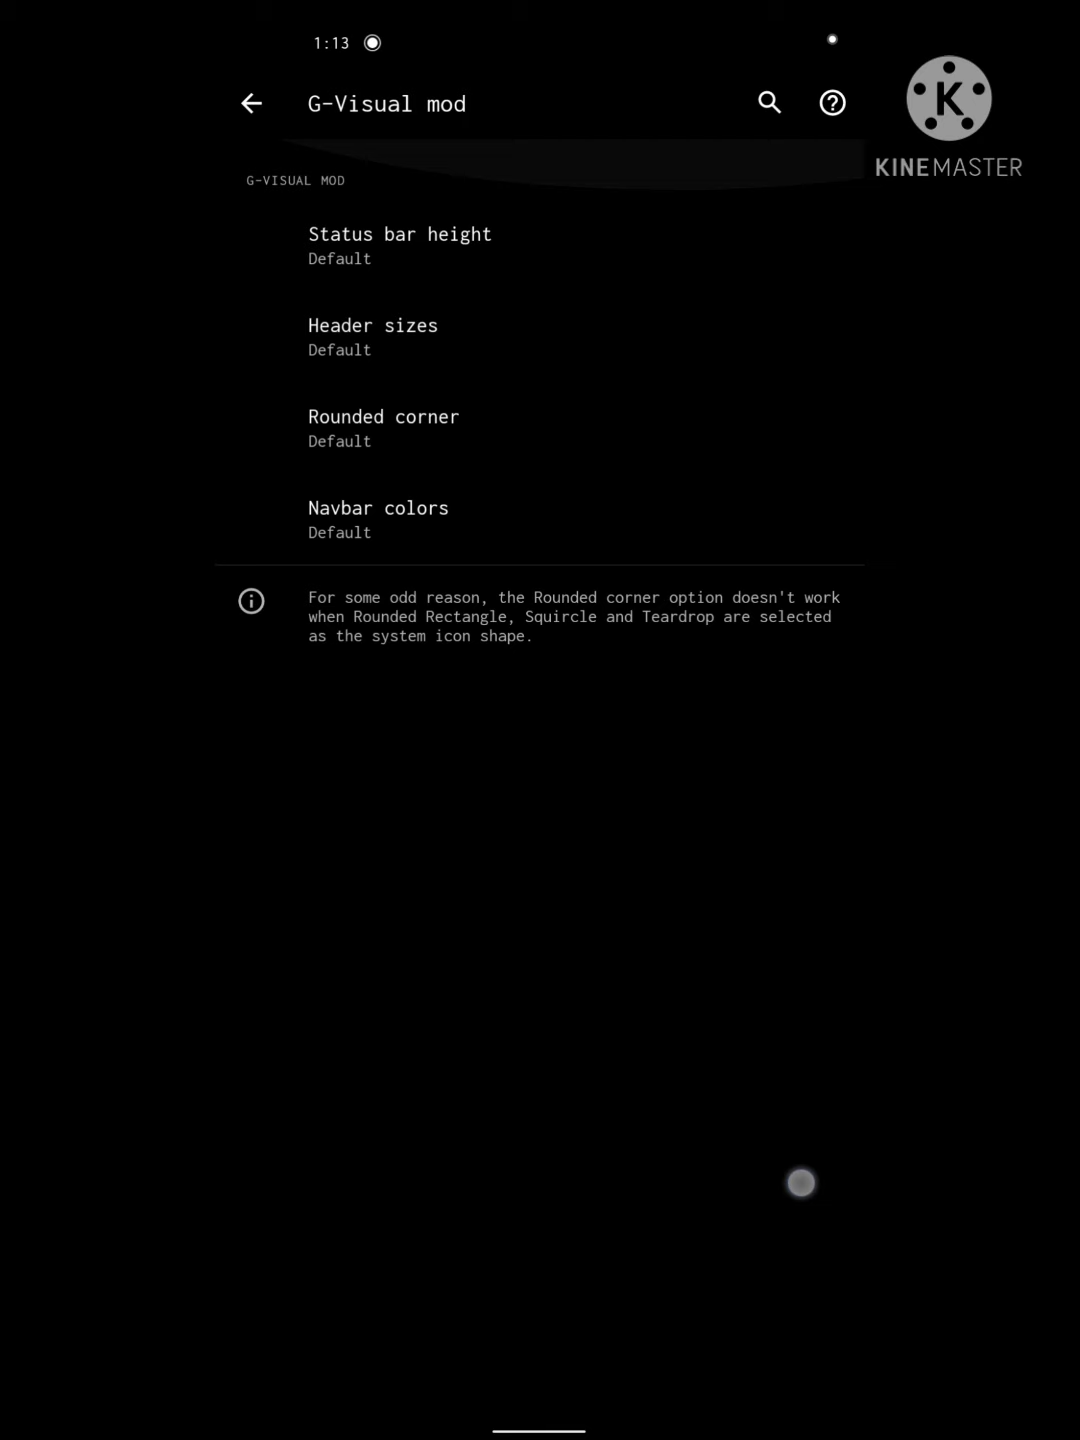 1:13
G-Visual mod
K
KINEMASTER
G-VISUAL MOD
Status bar height
Default
Header sizes
Default
Rounded corner
Default
Navbar colors
Default
For some odd reason, the Rounded corner option doesn't work
when Rounded Rectangle, Squircle and Teardrop are selected
as the system icon shape.